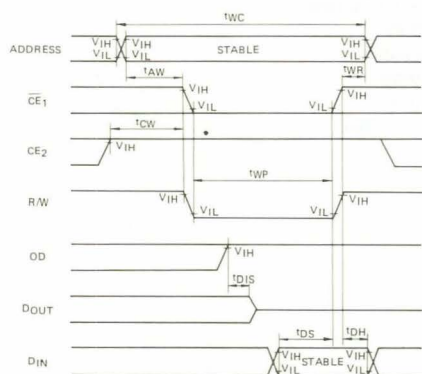 tWC
ADDRESS
VIH
VIL
VIH
VIL
STABLE
VIH
VIL
tAW
tWR
CE1
VIH
VIL
VIL
VIH
tCW
CE2
VIH
tWP
R/W
VIH
VIL
VIL
VIH
OD
VIH
tDIS
DOUT
tDS
tDH
DIN
VIH
VIL
STABLE
VIH
VIL